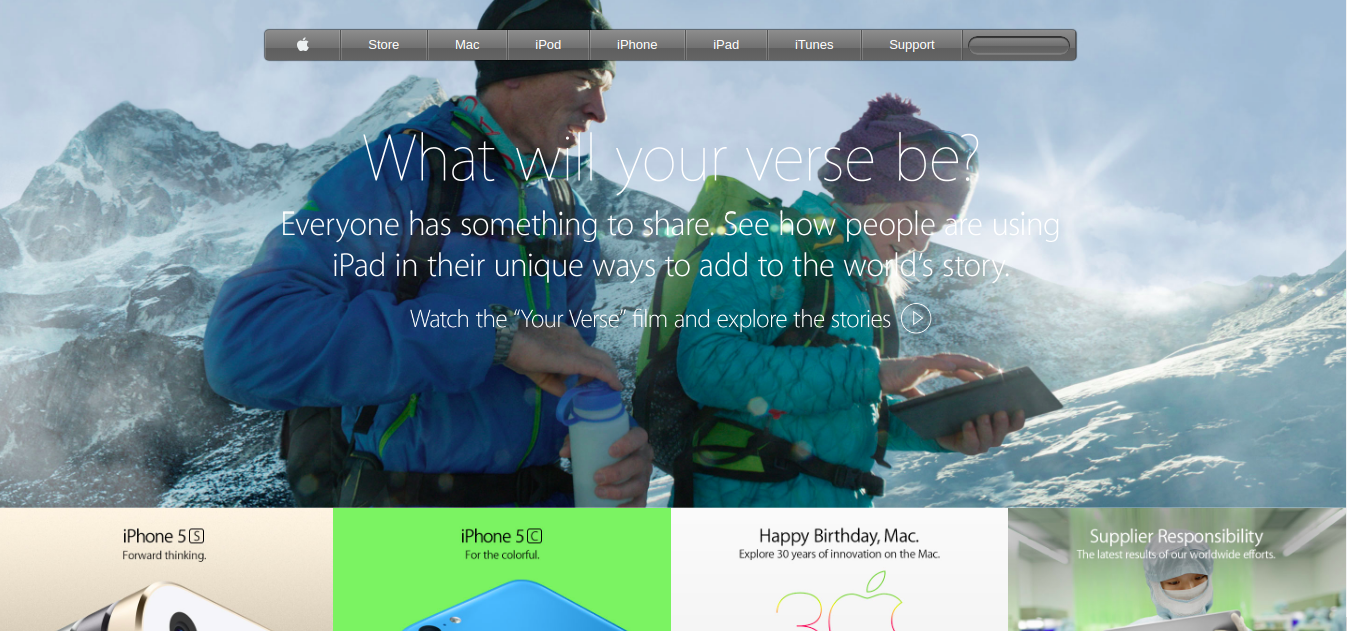 Store Mac iPod iPhone iPad iTunes Support
What will your verse be?
Everyone has something to share. See how people are using
iPad in their unique ways to add to the world's story.
Watch the “Your Verse” film and explore the stories
iPhone 5 S
Forward thinking.
iPhone 5 C
For the colorful.
Happy Birthday, Mac.
Explore 30 years of innovation on the Mac.
30
Supplier Responsibility
The latest results of our worldwide efforts.